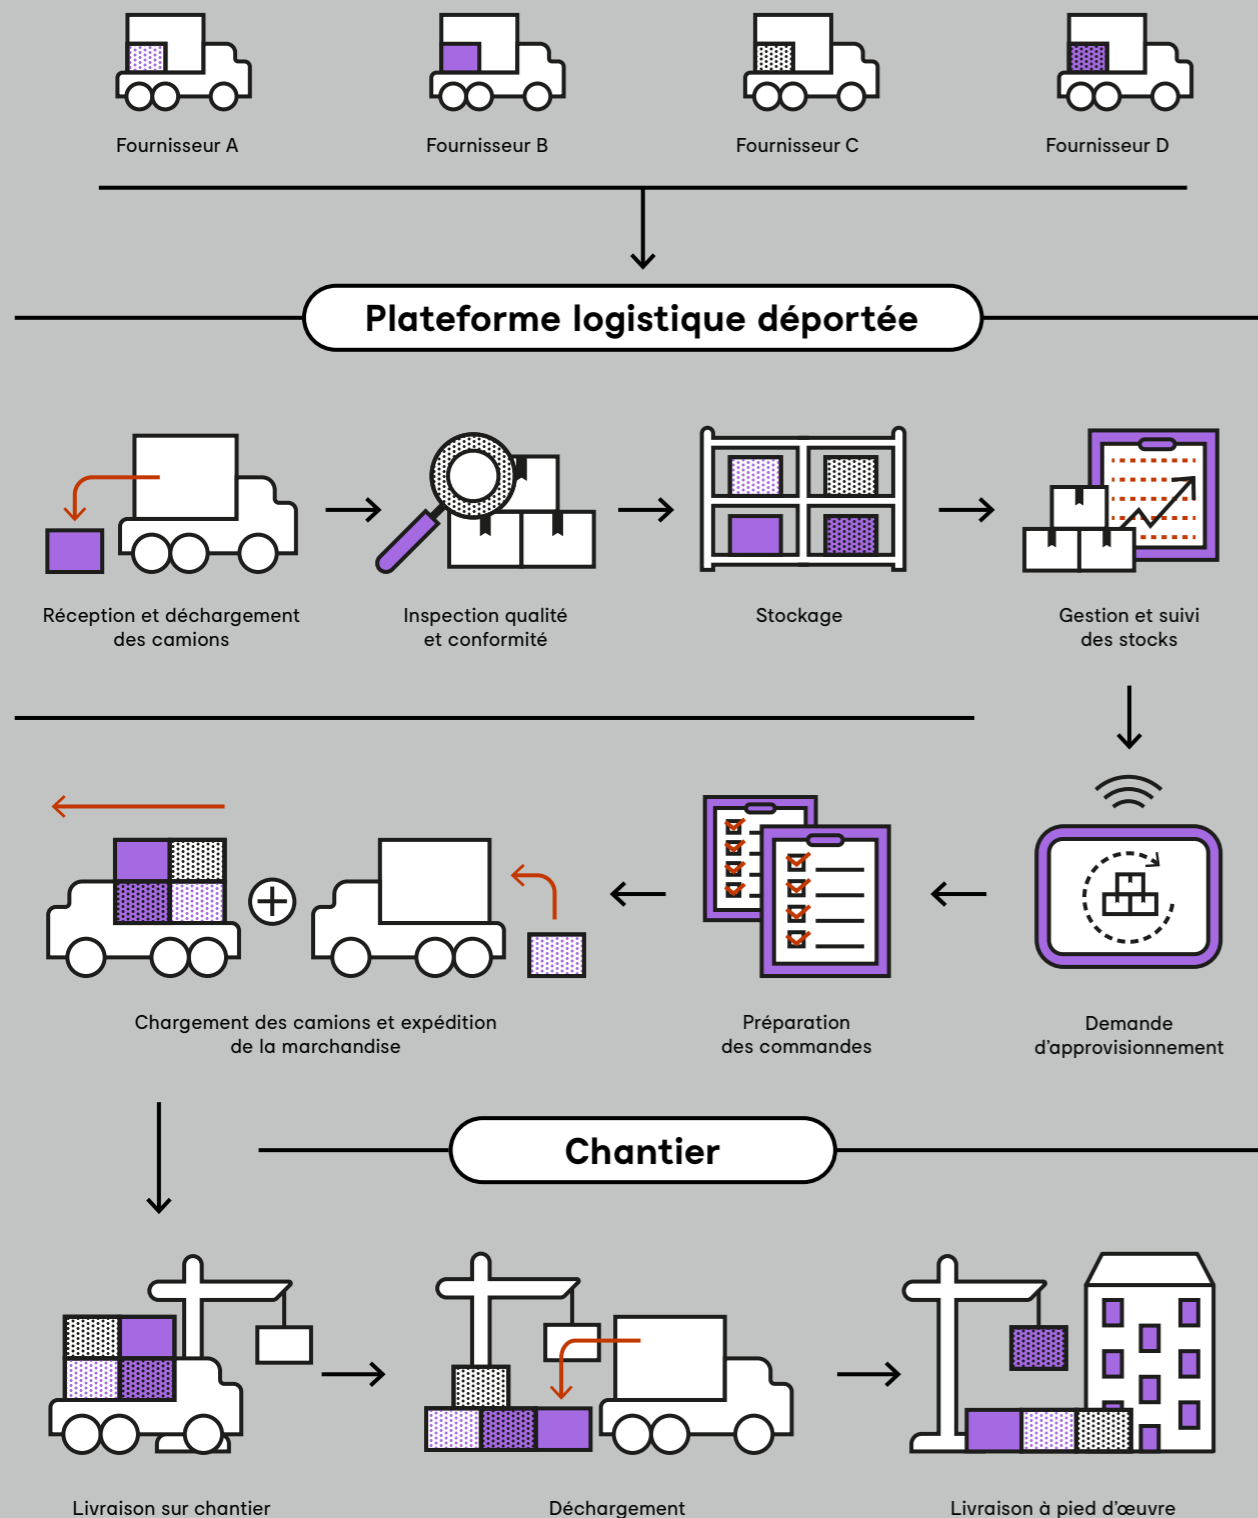 Fournisseur A
Fournisseur B
Fournisseur C
Fournisseur D
Plateforme logistique déportée
Réception et déchargement
des camions
Inspection qualité
et conformité
Stockage
Gestion et suivi
des stocks
Chargement des camions et expédition
de la marchandise
Préparation
des commandes
Demande
d'approvisionnement
Chantier
Livraison sur chantier
Déchargement
Livraison à pied d'œuvre